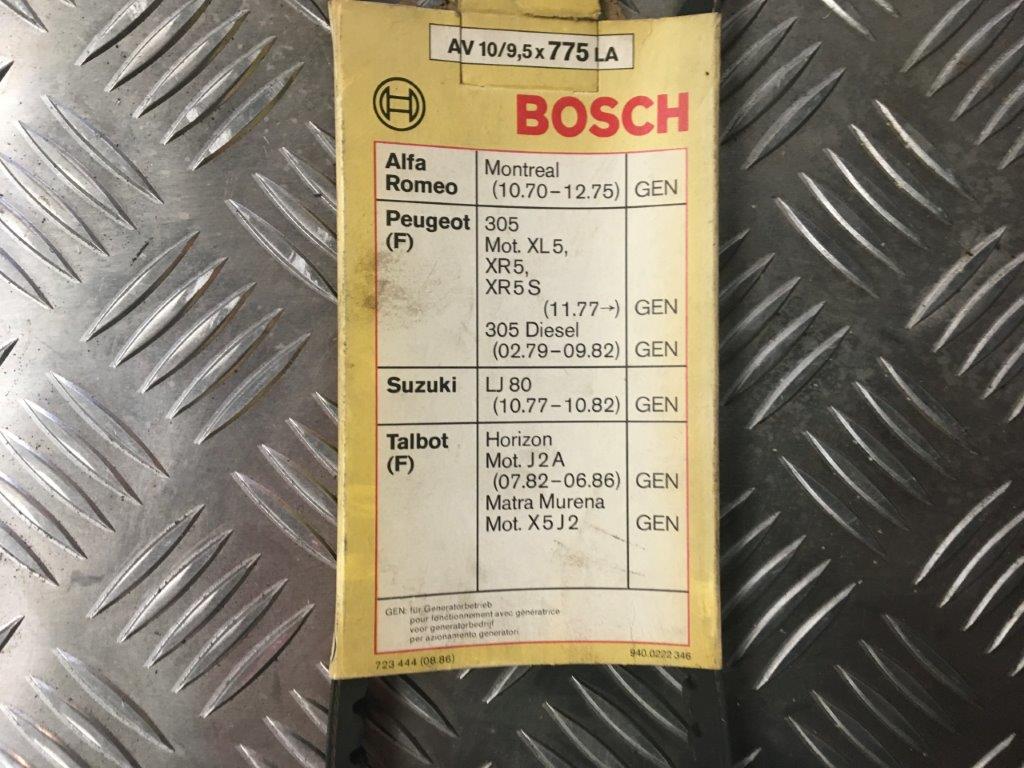 AV 10/9,5 x 775 LA
BOSCH
Alfa Romeo Montreal
(10.70–12.75) GEN
Peugeot (F) 305
Mot. XL5,
XR5,
XR5S
(11.77→) GEN
305 Diesel
(02.79–09.82) GEN
Suzuki LJ 80
(10.77–10.82) GEN
Talbot (F) Horizon
Mot. J2A
(07.82–06.86) GEN
Matra Murena
Mot. X5J2 GEN
GEN: für Generatorbetrieb
pour fonctionnement avec génératrice
voor generatorbedrijf
per azionamento generatori
723 444 (08.86) 940.0222 346